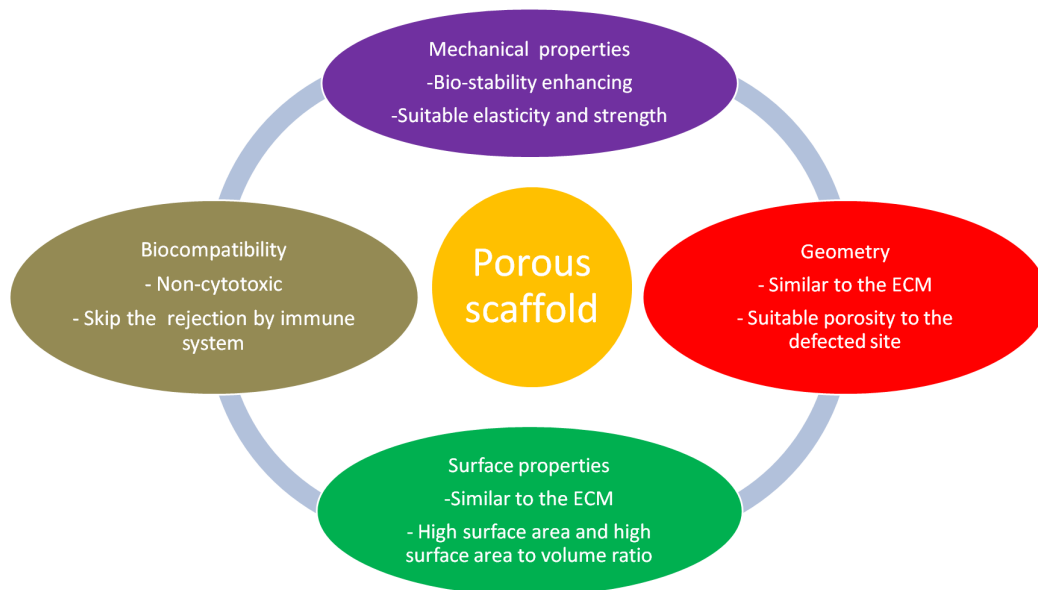 Mechanical  properties
-Bio-stability enhancing
-Suitable elasticity and strength
Biocompatibility
- Non-cytotoxic
- Skip the  rejection by immune
system
Porous
scaffold
Geometry
- Similar to the ECM
- Suitable porosity to the
defected site
Surface properties
-Similar to the ECM
- High surface area and high
surface area to volume ratio